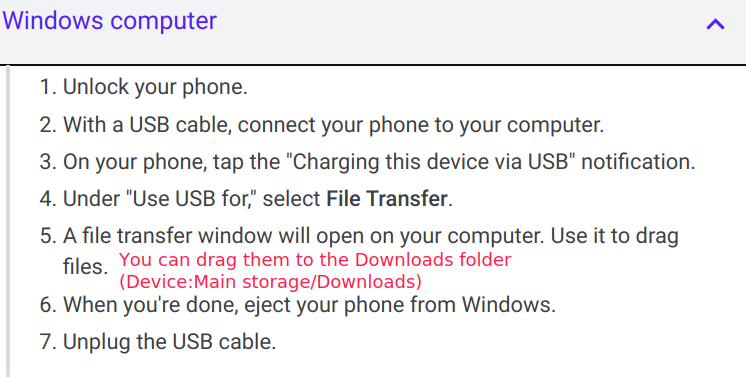 Windows computer
1. Unlock your phone.
2. With a USB cable, connect your phone to your computer.
3. On your phone, tap the "Charging this device via USB" notification.
4. Under "Use USB for," select File Transfer.
5. A file transfer window will open on your computer. Use it to drag
files. You can drag them to the Downloads folder
(Device:Main storage/Downloads)
6. When you're done, eject your phone from Windows.
7. Unplug the USB cable.